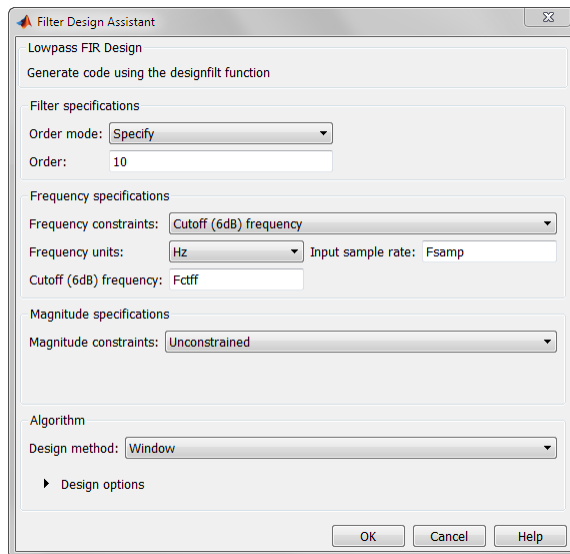 Filter Design Assistant
Lowpass FIR Design
Generate code using the designfilt function
Filter specifications
Order mode: Specify
Order: 10
Frequency specifications
Frequency constraints: Cutoff (6dB) frequency
Frequency units: Hz Input sample rate: Fsamp
Cutoff (6dB) frequency: Fctff
Magnitude specifications
Magnitude constraints: Unconstrained
Algorithm
Design method: Window
Design options
OK Cancel Help